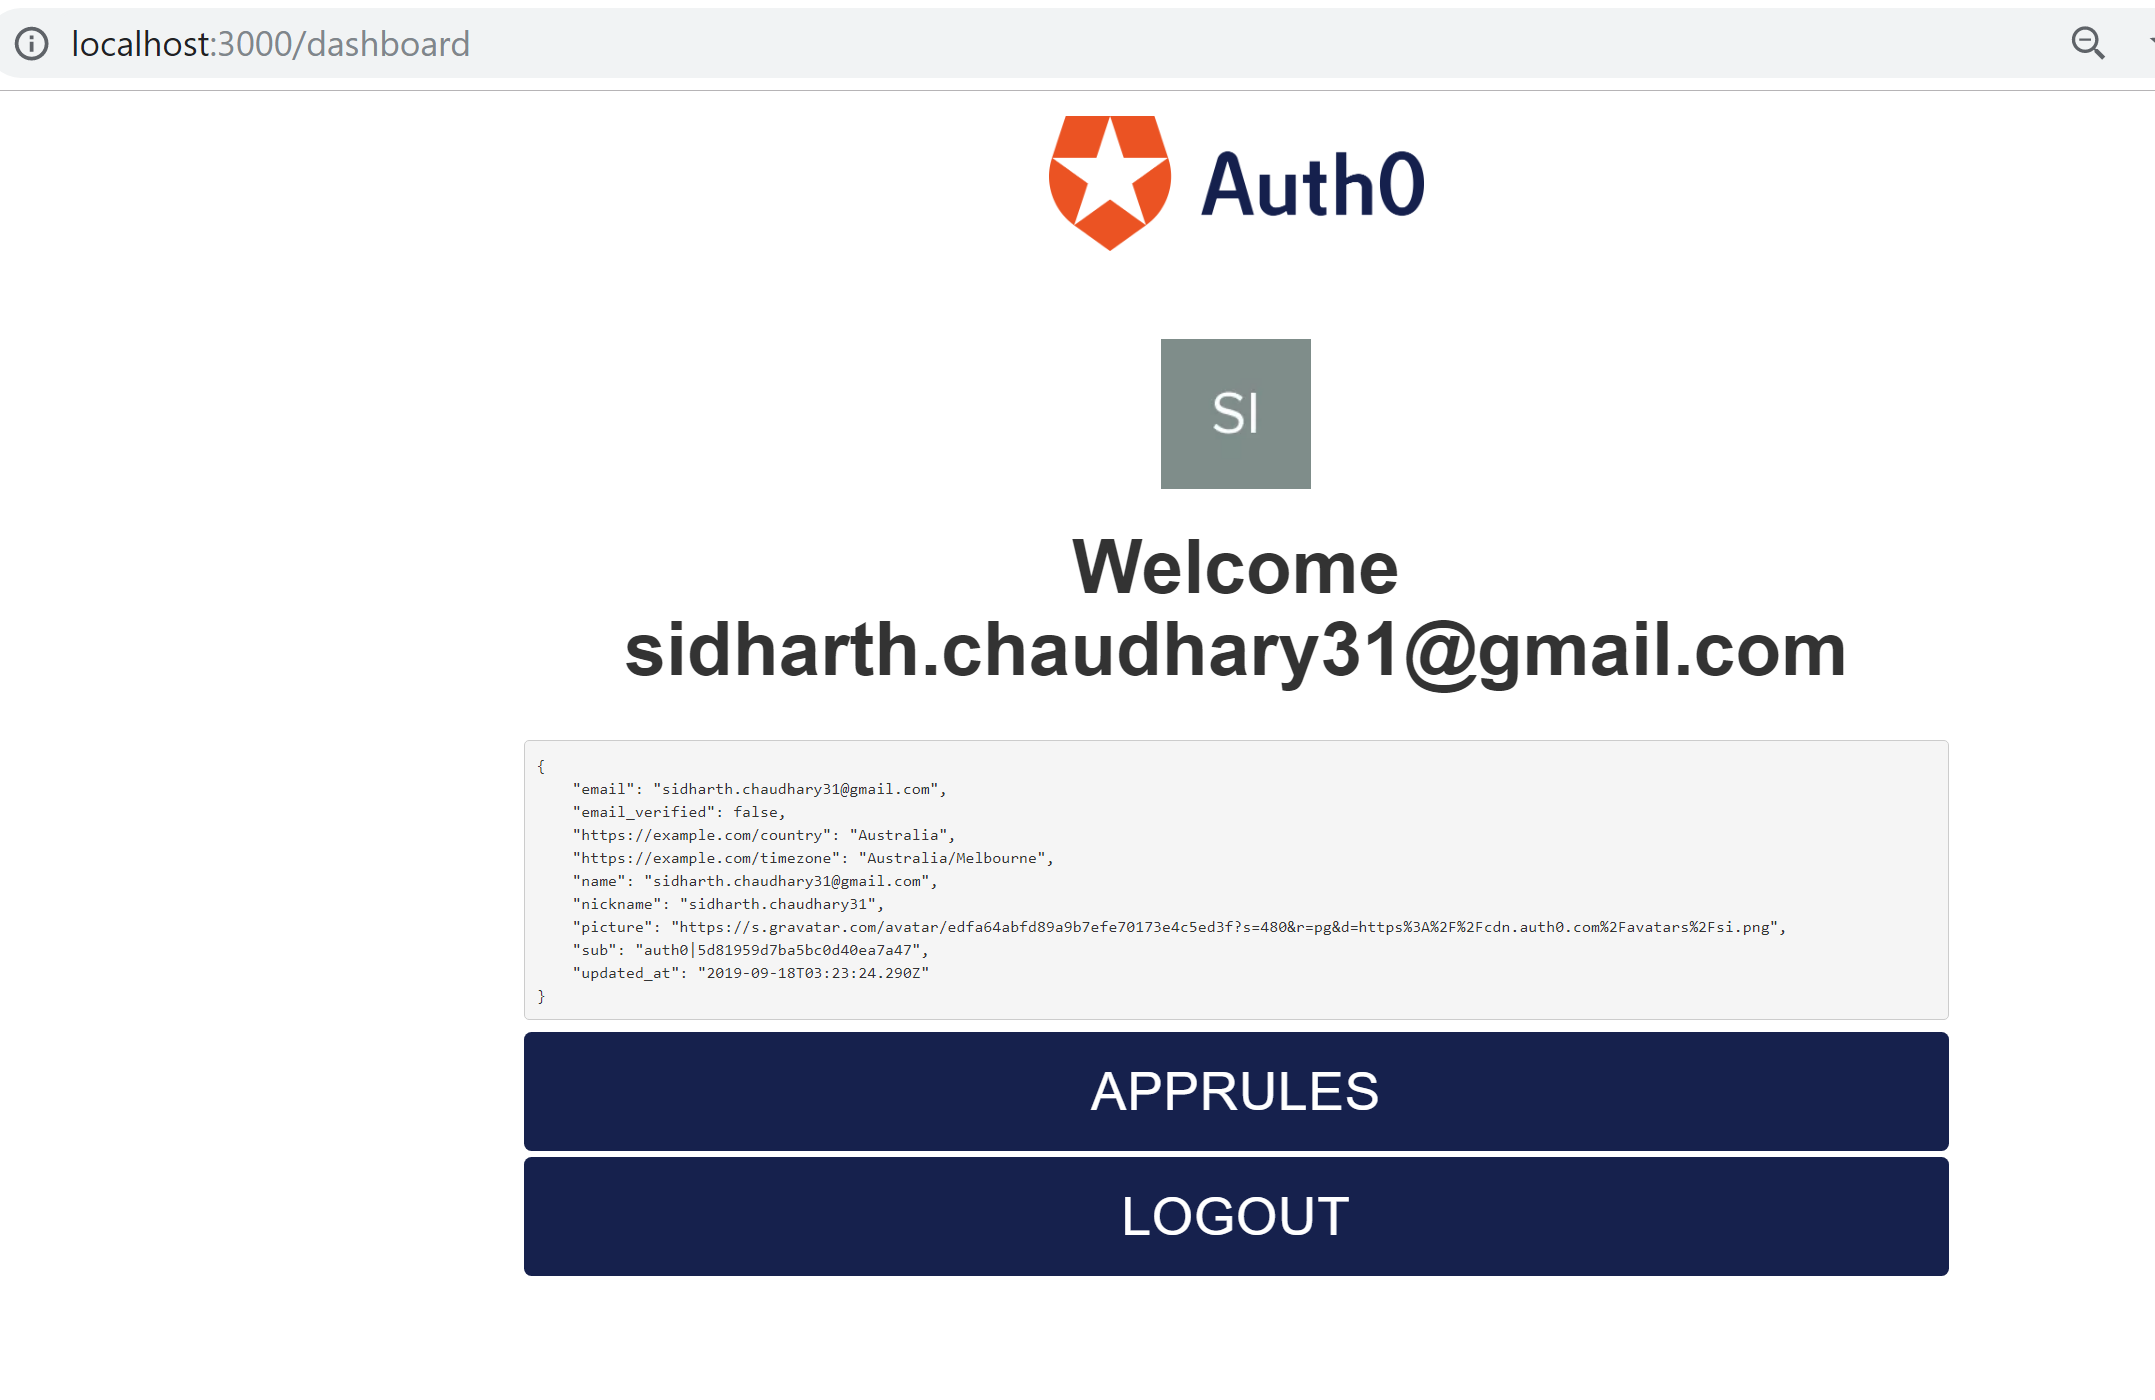 localhost:3000/dashboard
Auth0
SI
Welcome
sidharth.chaudhary31@gmail.com
{
    "email": "sidharth.chaudhary31@gmail.com",
    "email_verified": false,
    "https://example.com/country": "Australia",
    "https://example.com/timezone": "Australia/Melbourne",
    "name": "sidharth.chaudhary31@gmail.com",
    "nickname": "sidharth.chaudhary31",
    "picture": "https://s.gravatar.com/avatar/edfa64abfd89a9b7efe70173e4c5ed3f?s=480&r=pg&d=https%3A%2F%2Fcdn.auth0.com%2Favatars%2Fsi.png",
    "sub": "auth0|5d81959d7ba5bc0d40ea7a47",
    "updated_at": "2019-09-18T03:23:24.290Z"
}
APPRULES
LOGOUT